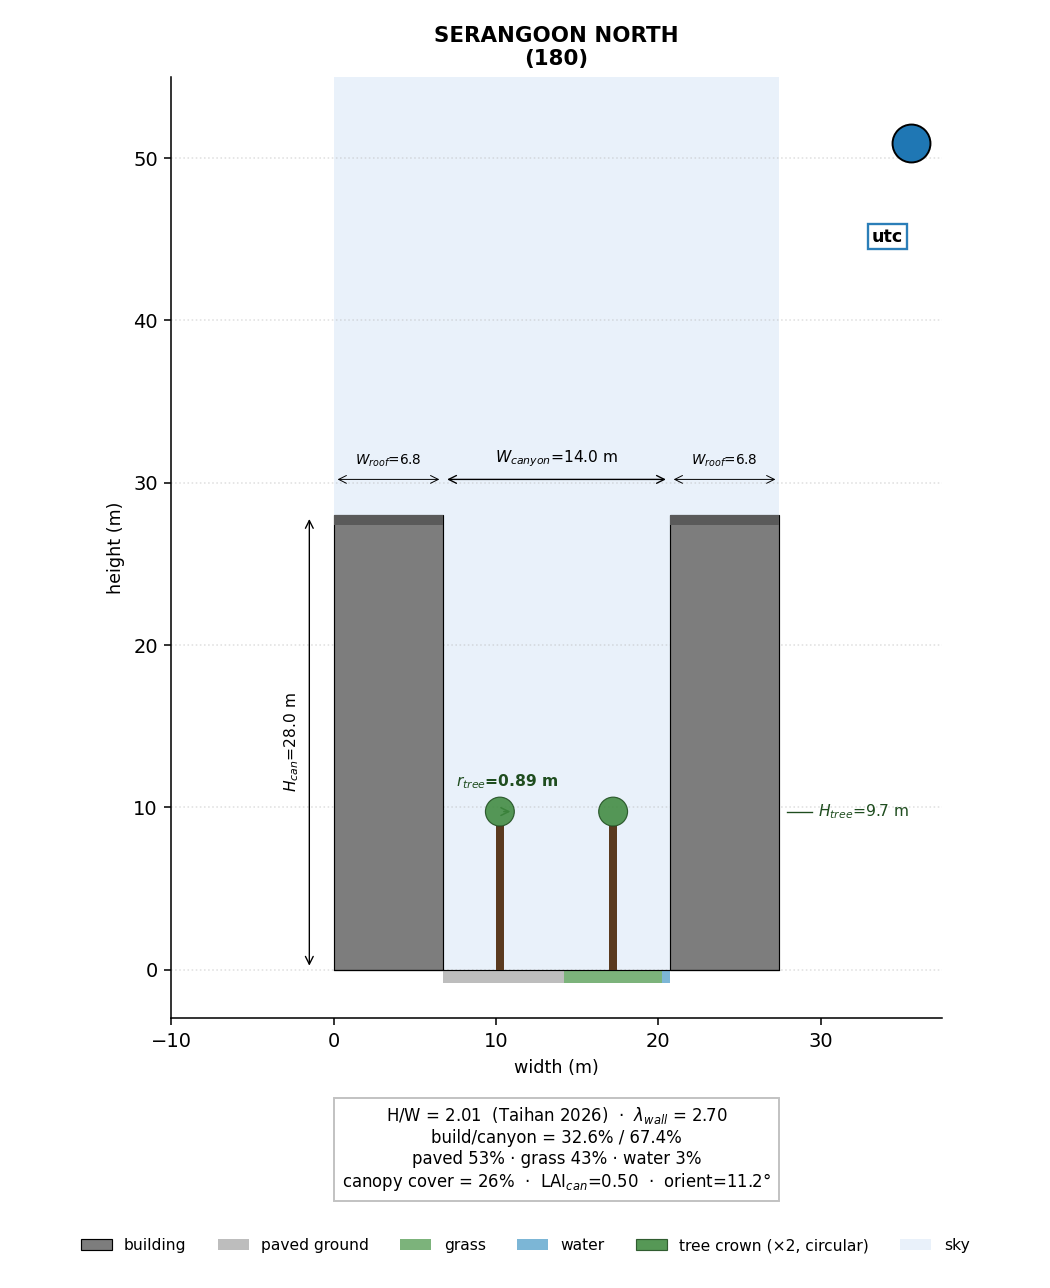 SERANGOON NORTH
(180)
50
utc
40
W_roof=6.8
W_canyon=14.0 m
W_roof=6.8
30
height (m)
20
H_can=28.0 m
r_tree=0.89 m
10
H_tree=9.7 m
0
−10
0
10
20
30
width (m)
H/W = 2.01 (Taihan 2026) · λ_wall = 2.70
build/canyon = 32.6% / 67.4%
paved 53% · grass 43% · water 3%
canopy cover = 26% · LAI_can=0.50 · orient=11.2°
building
paved ground
grass
water
tree crown (×2, circular)
sky